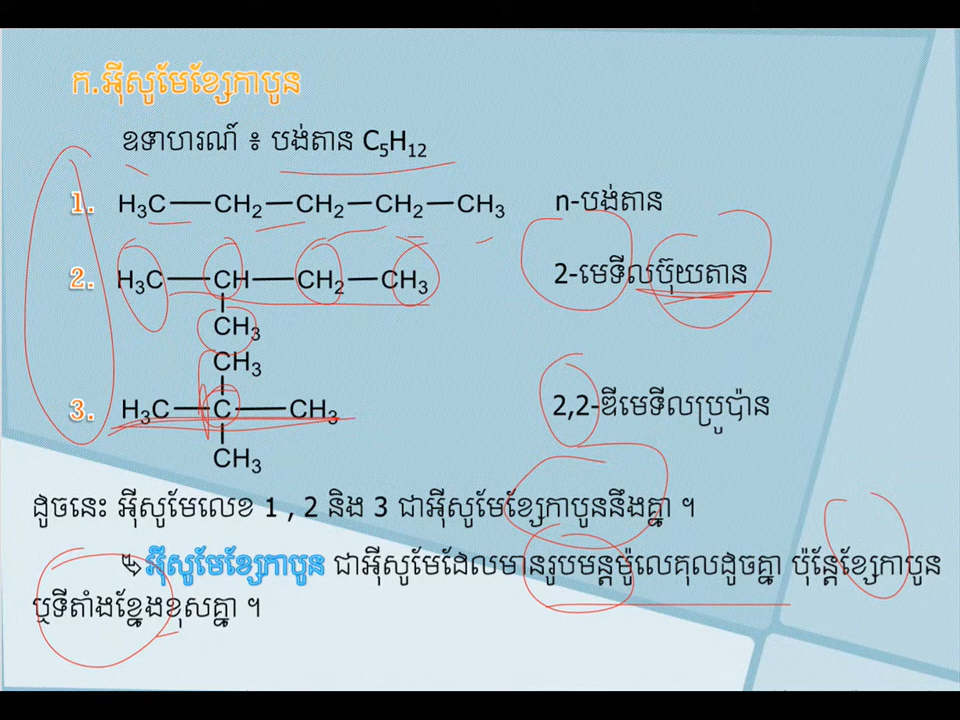 ក.អ៊ីសូមែខ្សែកាបូន
ឧទាហរណ៍ ៖ បង់តាន C₅H₁₂
1. H₃C—CH₂—CH₂—CH₂—CH₃ n-បង់តាន
2. H₃C—CH—CH₂—CH₃ 2-មេទីលប៊ុយតាន
CH₃
CH₃
3. H₃C—C—CH₃ 2,2-ឌីមេទីលប្រូប៉ាន
CH₃
ដូចនេះ អ៊ីសូមែលេខ 1 , 2 និង 3 ជាអ៊ីសូមែខ្សែកាបូននឹងគ្នា ។
អ៊ីសូមែខ្សែកាបូន ជាអ៊ីសូមែដែលមានរូបមន្តម៉ូលេគុលដូចគ្នា ប៉ុន្តែខ្សែកាបូន
ឬទីតាំងខ្នែងខុសគ្នា ។